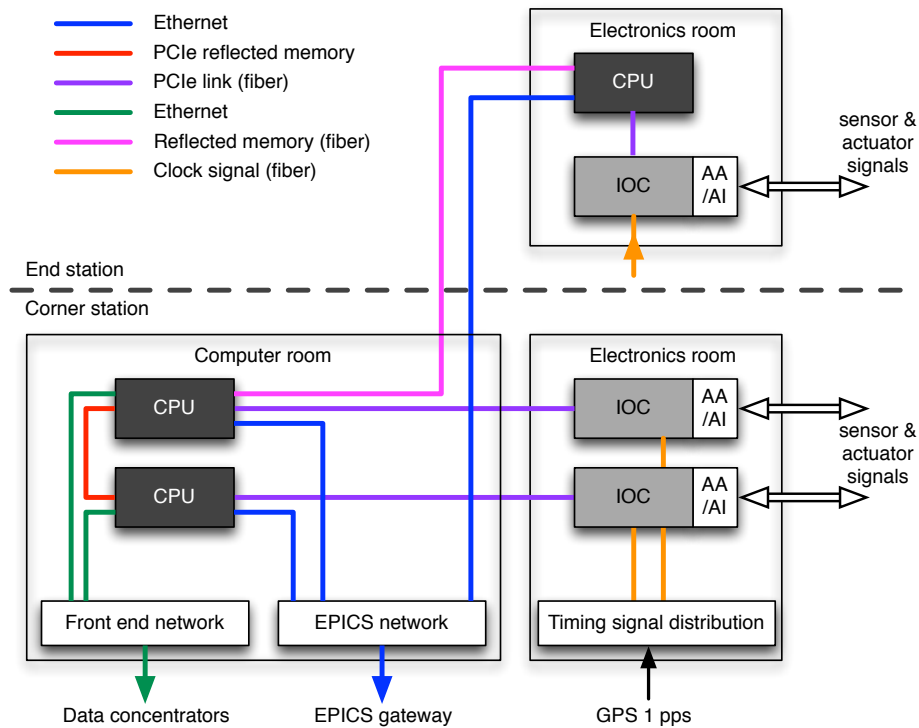 Ethernet
PCIe reflected memory
PCIe link (fiber)
Ethernet
Reflected memory (fiber)
Clock signal (fiber)
Electronics room
CPU
IOC
AA
/AI
sensor &
actuator
signals
End station
Corner station
Computer room
CPU
CPU
Front end network
EPICS network
Data concentrators
EPICS gateway
Electronics room
IOC
AA
/AI
IOC
AA
/AI
sensor &
actuator
signals
Timing signal distribution
GPS 1 pps